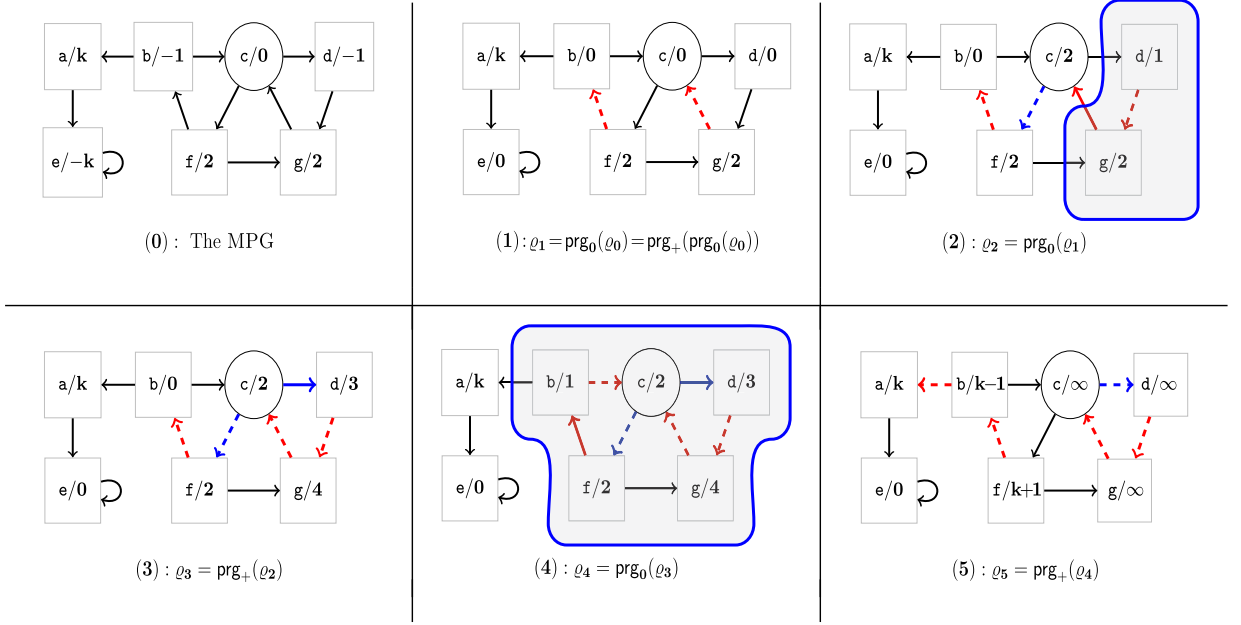 a/k b/−1 c/0 d/−1
e/−k f/2 g/2
(0) : The MPG
a/k b/0 c/0 d/0
e/0 f/2 g/2
(1) : ϱ₁ = prg₀(ϱ₀) = prg₊(prg₀(ϱ₀))
a/k b/0 c/2 d/1
e/0 f/2 g/2
(2) : ϱ₂ = prg₀(ϱ₁)
a/k b/0 c/2 d/3
e/0 f/2 g/4
(3) : ϱ₃ = prg₊(ϱ₂)
a/k b/1 c/2 d/3
e/0 f/2 g/4
(4) : ϱ₄ = prg₀(ϱ₃)
a/k b/k−1 c/∞ d/∞
e/0 f/k+1 g/∞
(5) : ϱ₅ = prg₊(ϱ₄)